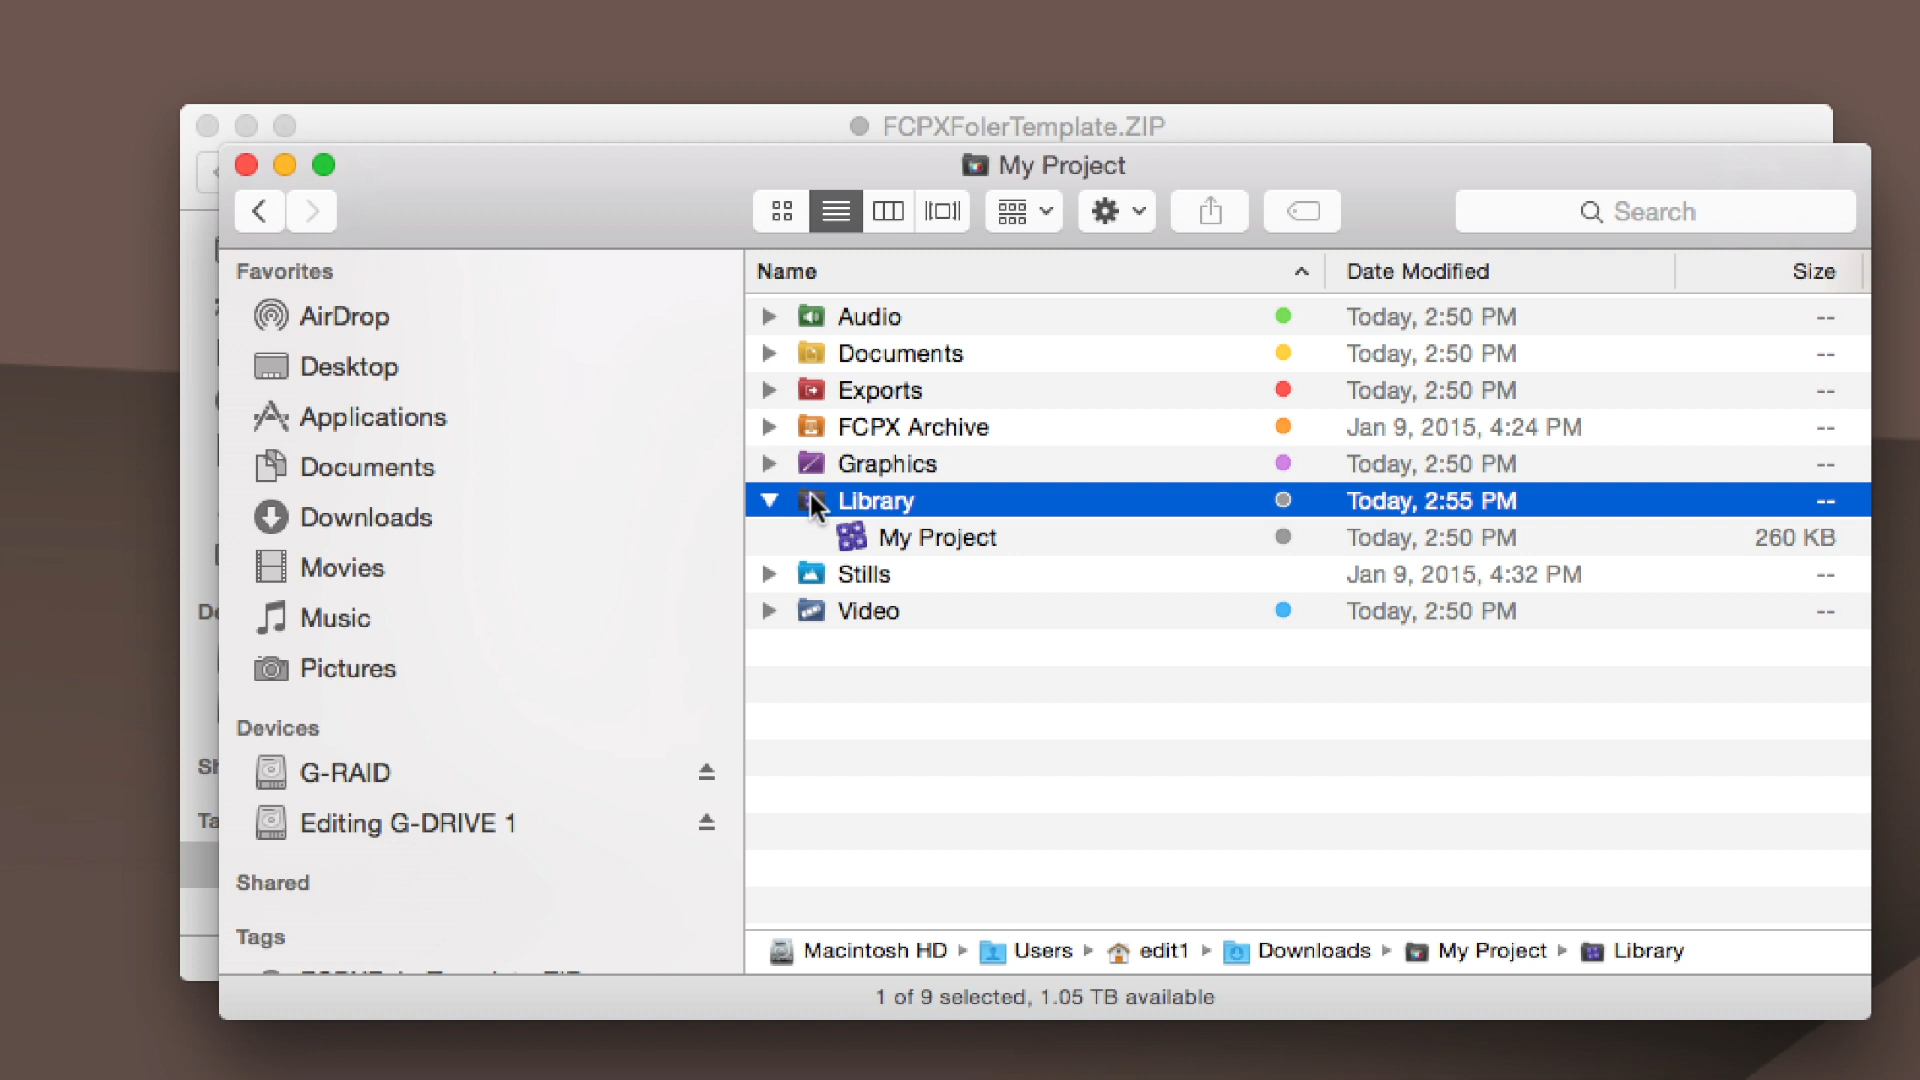 FCPXFolerTemplate.ZIP
My Project
Search
Favorites
AirDrop
Desktop
Applications
Documents
Downloads
Movies
Music
Pictures
Devices
G-RAID
Editing G-DRIVE 1
Shared
Tags
Name Date Modified Size
Audio Today, 2:50 PM --
Documents Today, 2:50 PM --
Exports Today, 2:50 PM --
FCPX Archive Jan 9, 2015, 4:24 PM --
Graphics Today, 2:50 PM --
Library Today, 2:55 PM --
My Project Today, 2:50 PM 260 KB
Stills Jan 9, 2015, 4:32 PM --
Video Today, 2:50 PM --
Macintosh HD Users edit1 Downloads My Project Library
1 of 9 selected, 1.05 TB available